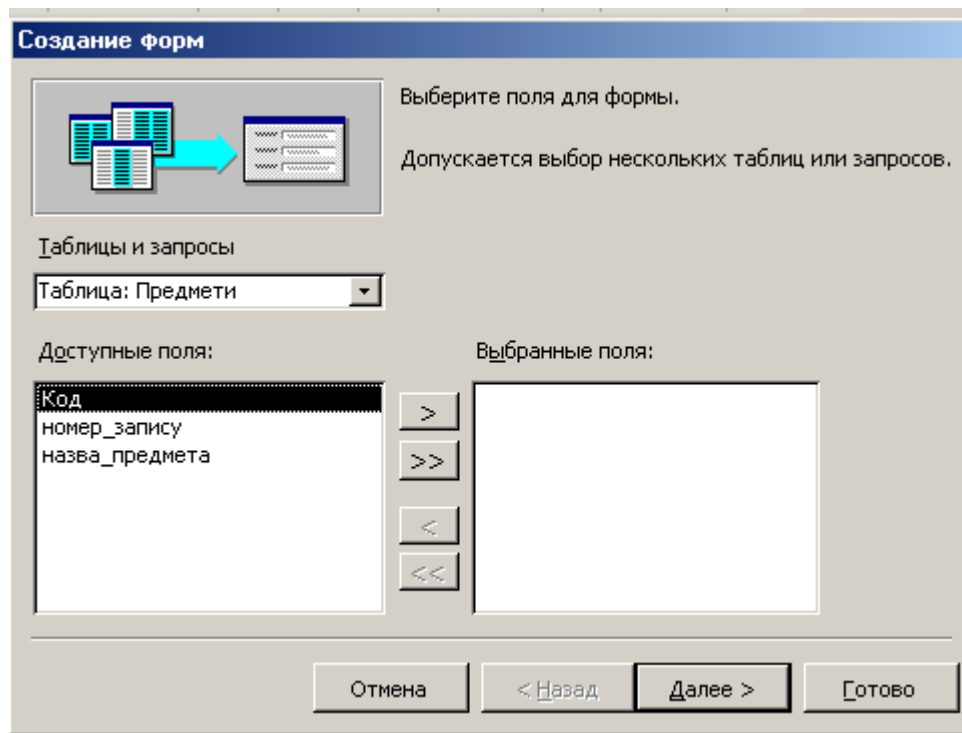 Создание форм
Выберите поля для формы.
Допускается выбор нескольких таблиц или запросов.
Таблицы и запросы
Таблица: Предмети
Доступные поля:
Выбранные поля:
Код
номер_запису
назва_предмета
>
>>
<
<<
Отмена
< Назад
Далее >
Готово